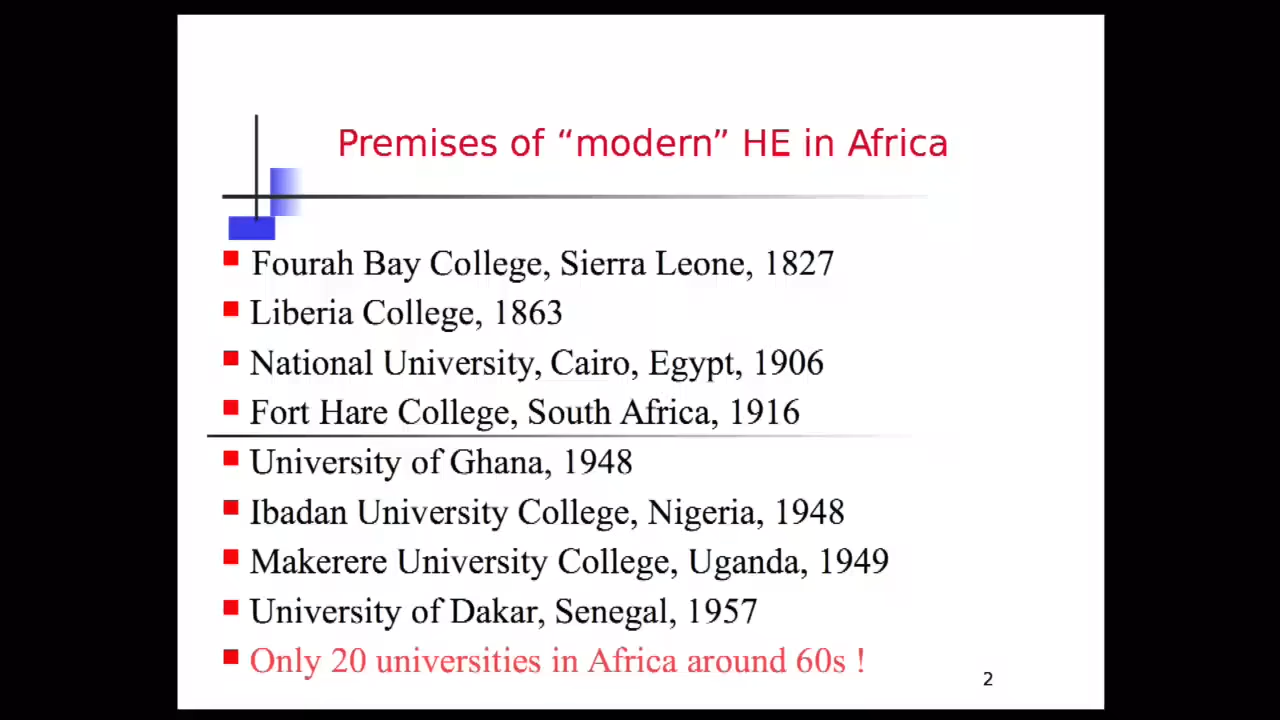 Premises of “modern” HE in Africa
Fourah Bay College, Sierra Leone, 1827
Liberia College, 1863
National University, Cairo, Egypt, 1906
Fort Hare College, South Africa, 1916
University of Ghana, 1948
Ibadan University College, Nigeria, 1948
Makerere University College, Uganda, 1949
University of Dakar, Senegal, 1957
Only 20 universities in Africa around 60s !
2